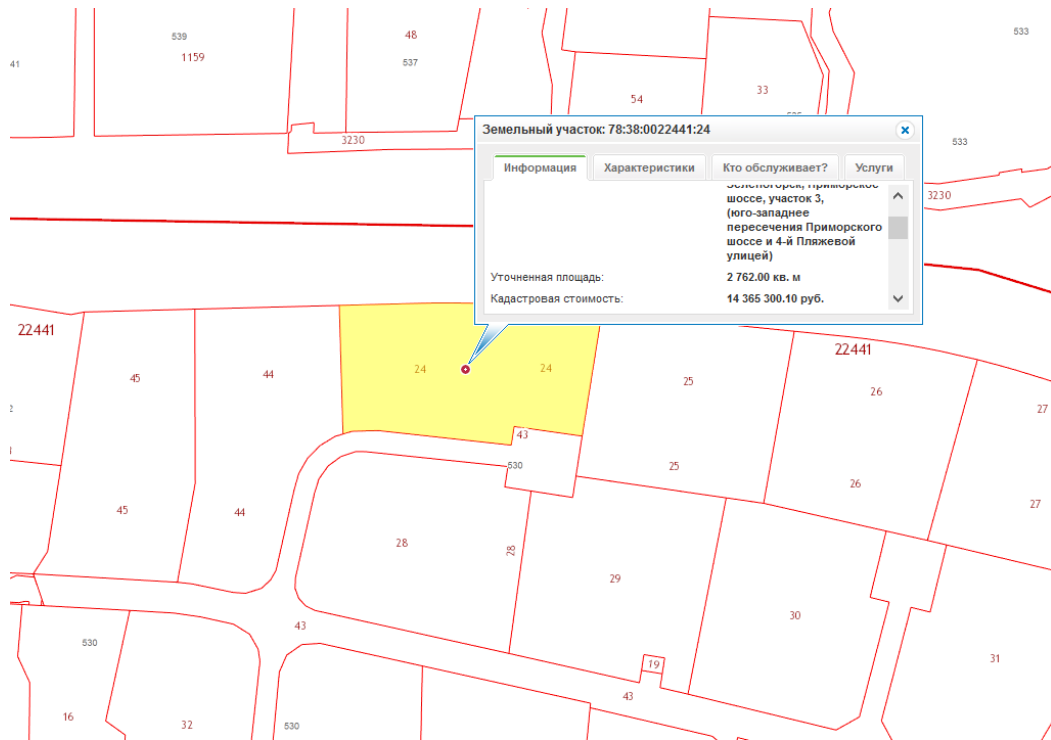 539
48
533
41
1159
537
54
33
Земельный участок: 78:38:0022441:24
3230
533
Информация
Характеристики
Кто обслуживает?
Услуги
Зеленогорск, Приморское
шоссе, участок 3,
(юго-западнее
пересечения Приморского
шоссе и 4-й Пляжевой
улицей)
3230
Уточненная площадь:
2 762.00 кв. м
Кадастровая стоимость:
14 365 300.10 руб.
22441
22441
45
44
24
24
25
26
27
43
530
25
26
27
45
44
28
28
29
30
43
530
19
31
43
16
32
530